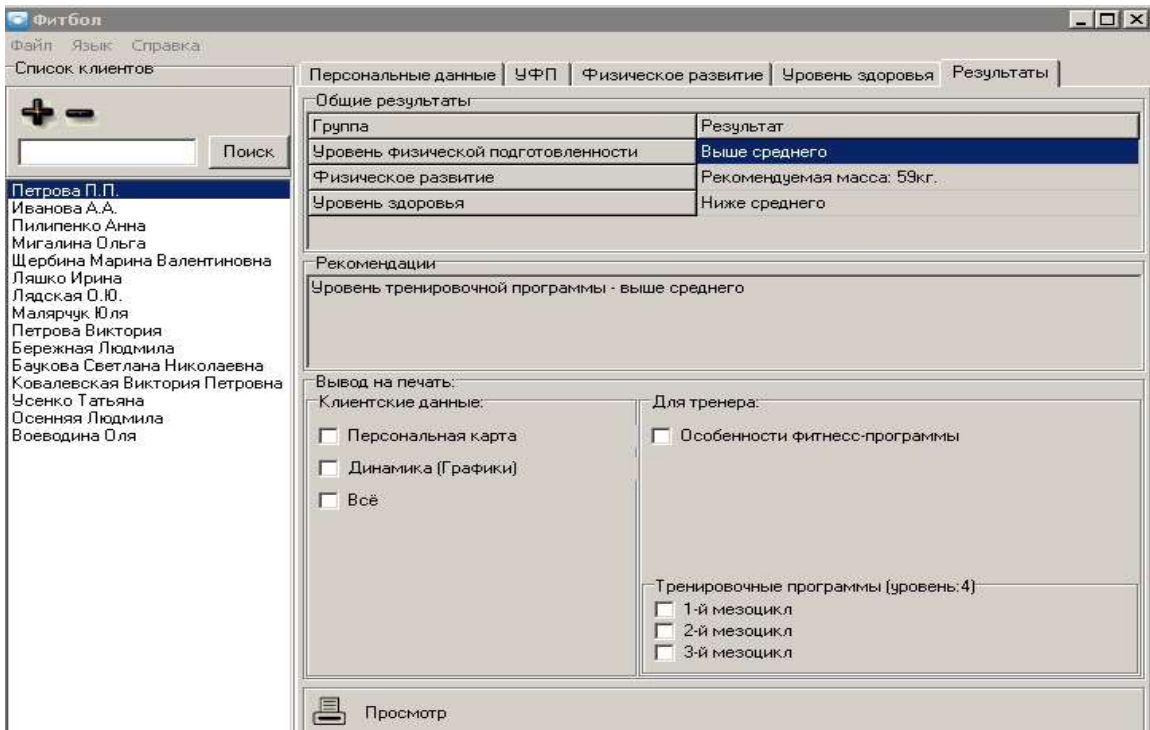 Фитбол
Файл Язык Справка
Список клиентов
Поиск
Петрова П.П.
Иванова А.А.
Пилипенко Анна
Мигалина Ольга
Щербина Марина Валентиновна
Ляшко Ирина
Лядская О.Ю.
Малярчук Юля
Петрова Виктория
Бережная Людмила
Баукова Светлана Николаевна
Ковалевская Виктория Петровна
Усенко Татьяна
Осенняя Людмила
Воеводина Оля
Персональные данные УФП Физическое развитие Уровень здоровья Результаты
Общие результаты
Группа Результат
Уровень физической подготовленности Выше среднего
Физическое развитие Рекомендуемая масса: 59кг.
Уровень здоровья Ниже среднего
Рекомендации
Уровень тренировочной программы - выше среднего
Вывод на печать:
Клиентские данные:
Персональная карта
Динамика (Графики)
Всё
Для тренера:
Особенности фитнесс-программы
Тренировочные программы (уровень:4)
1-й мезоцикл
2-й мезоцикл
3-й мезоцикл
Просмотр